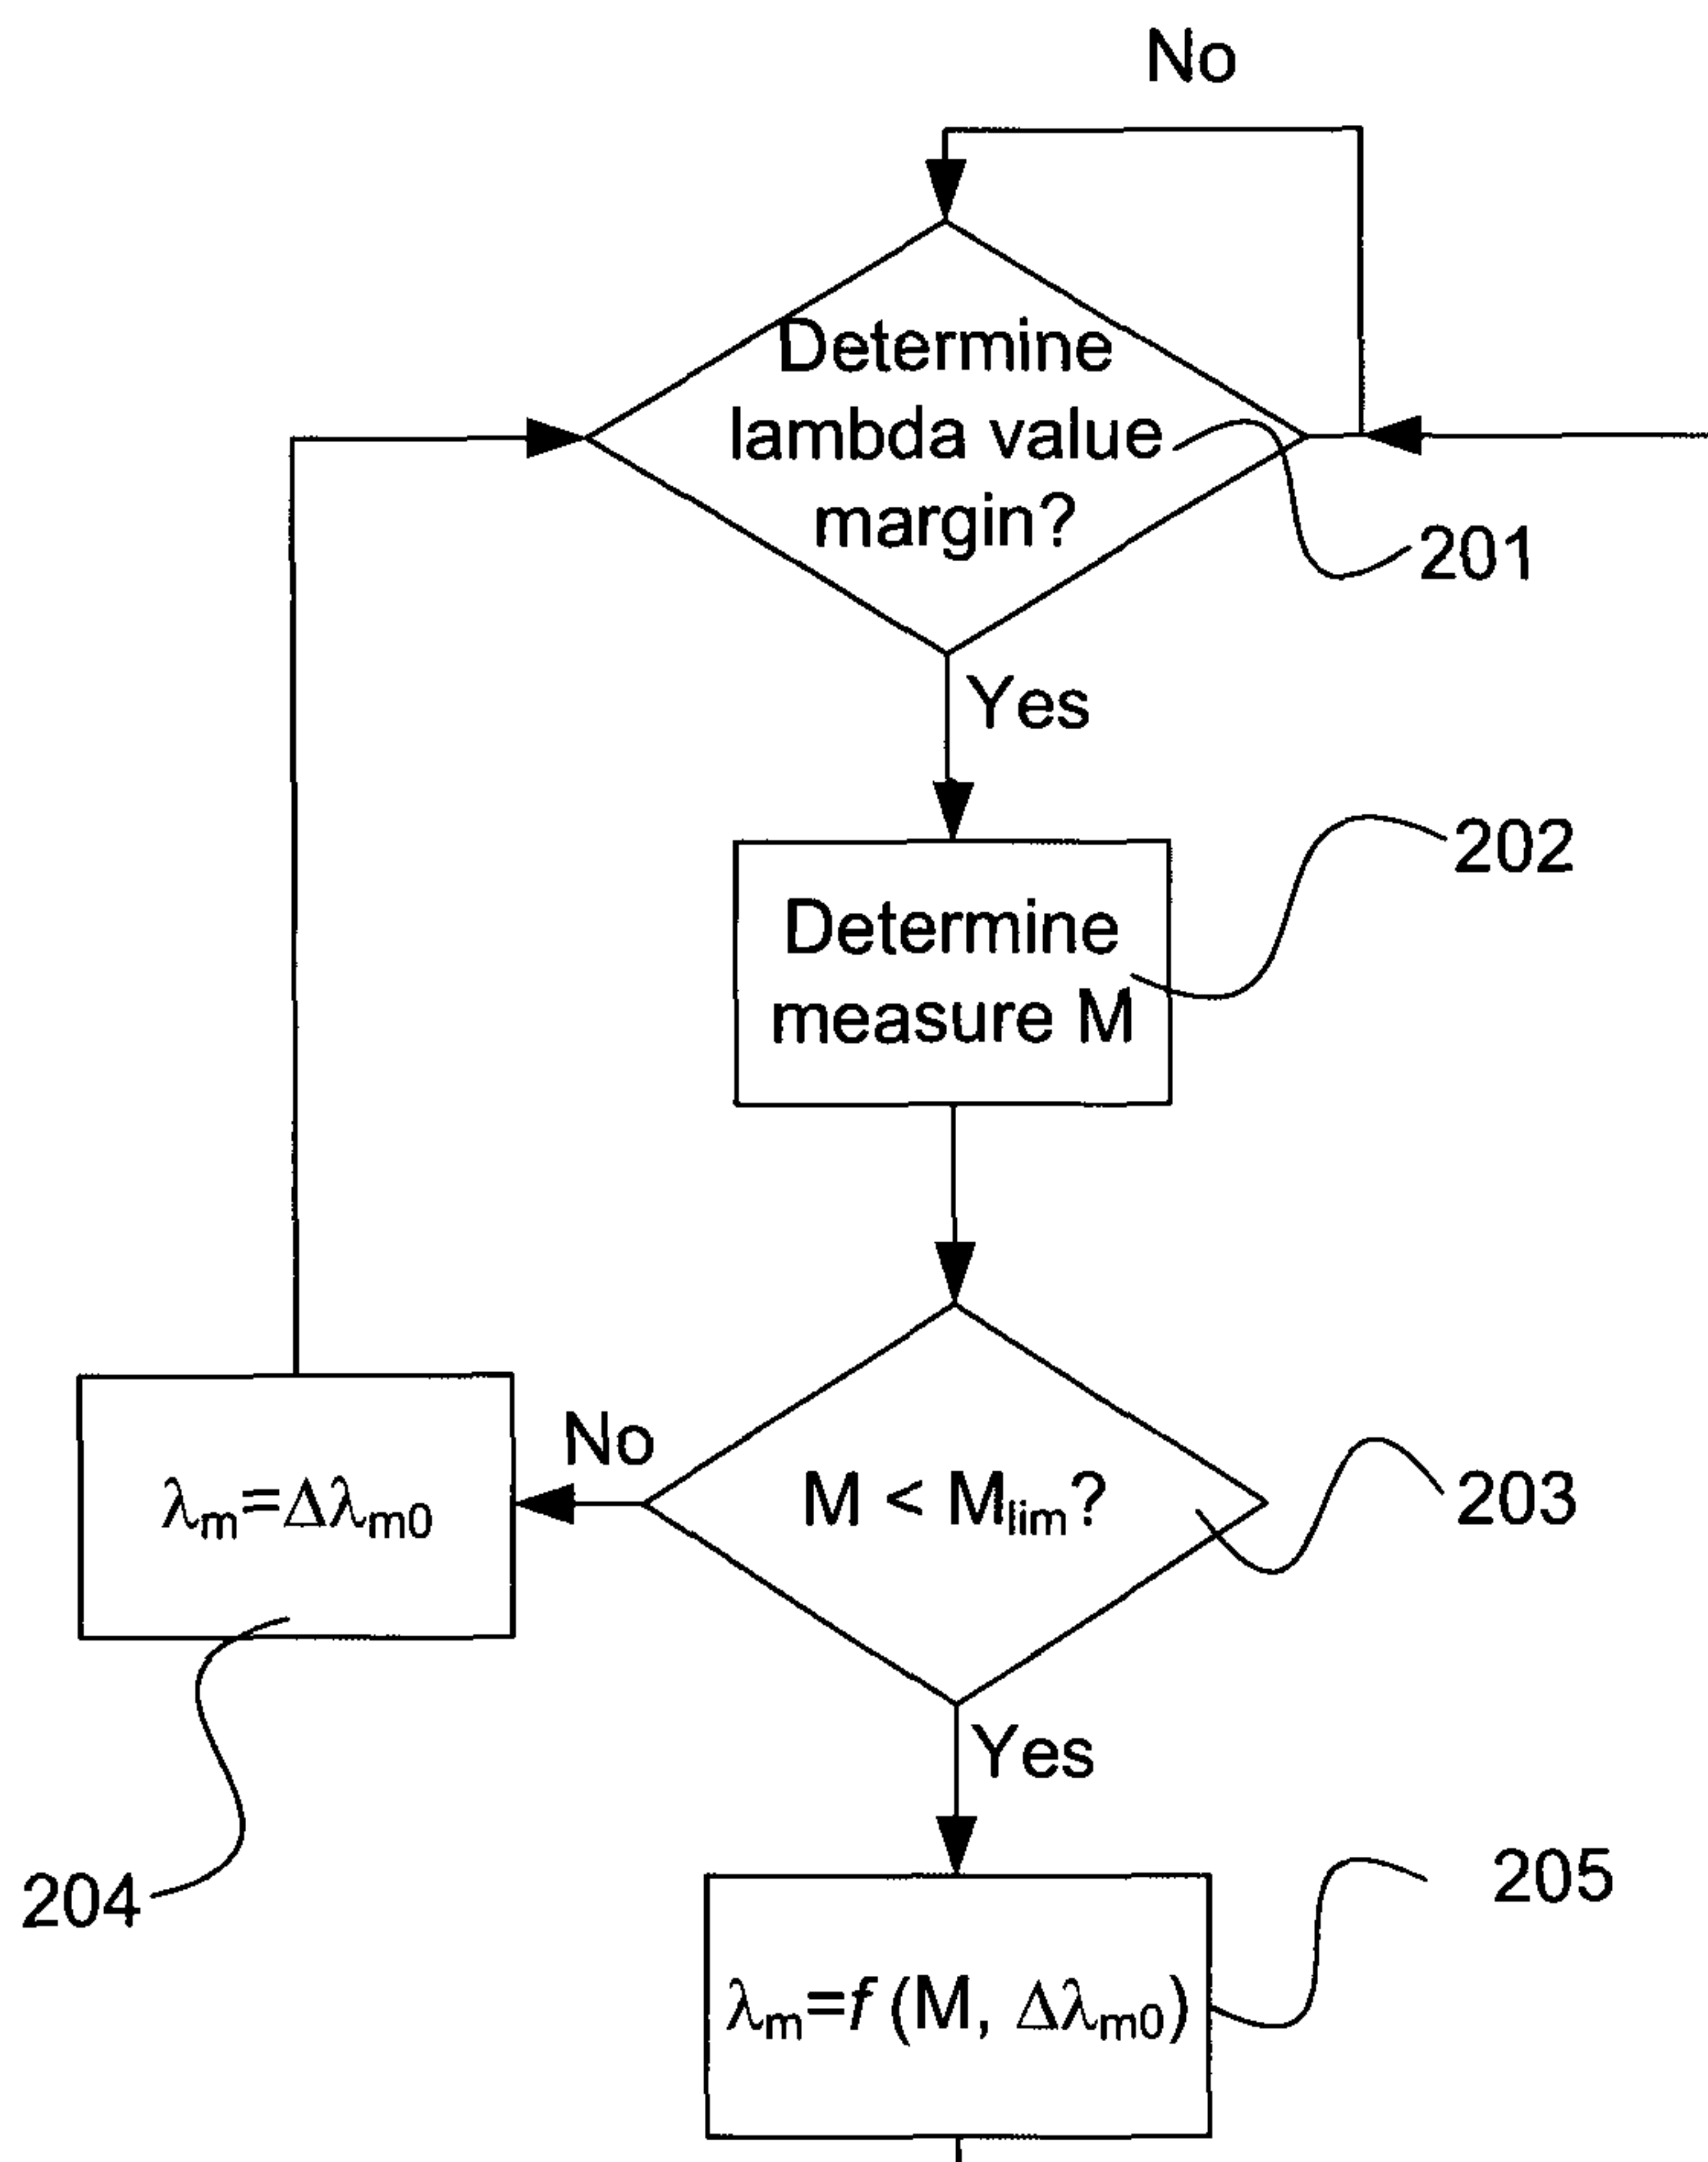 No
Determine
lambda value
margin?
201
Yes
202
Determine
measure M
No
M < Mlim?
203
λm=Δλm0
Yes
204
205
λm=f (M, Δλm0)